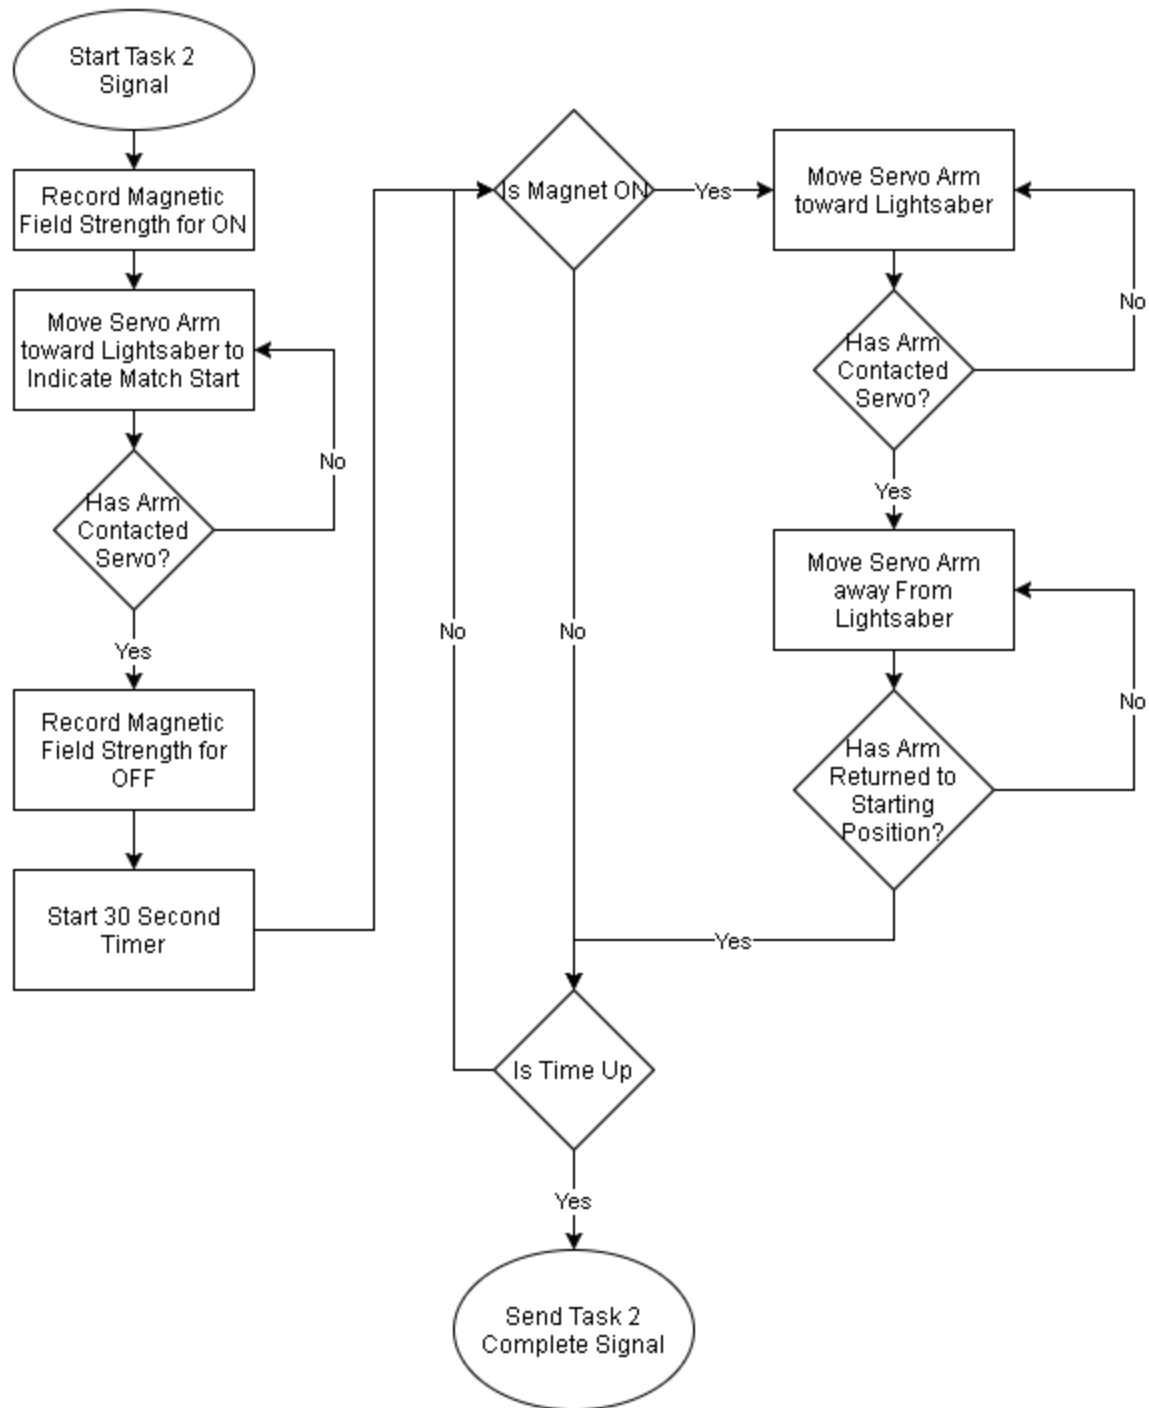 Start Task 2
Signal
Record Magnetic
Field Strength for ON
Move Servo Arm
toward Lightsaber to
Indicate Match Start
No
Has Arm
Contacted
Servo?
Yes
Record Magnetic
Field Strength for
OFF
Start 30 Second
Timer
Is Magnet ON
Yes
No
No
Move Servo Arm
toward Lightsaber
No
Has Arm
Contacted
Servo?
Yes
Move Servo Arm
away From
Lightsaber
No
Has Arm
Returned to
Starting
Position?
Yes
Is Time Up
Yes
Send Task 2
Complete Signal